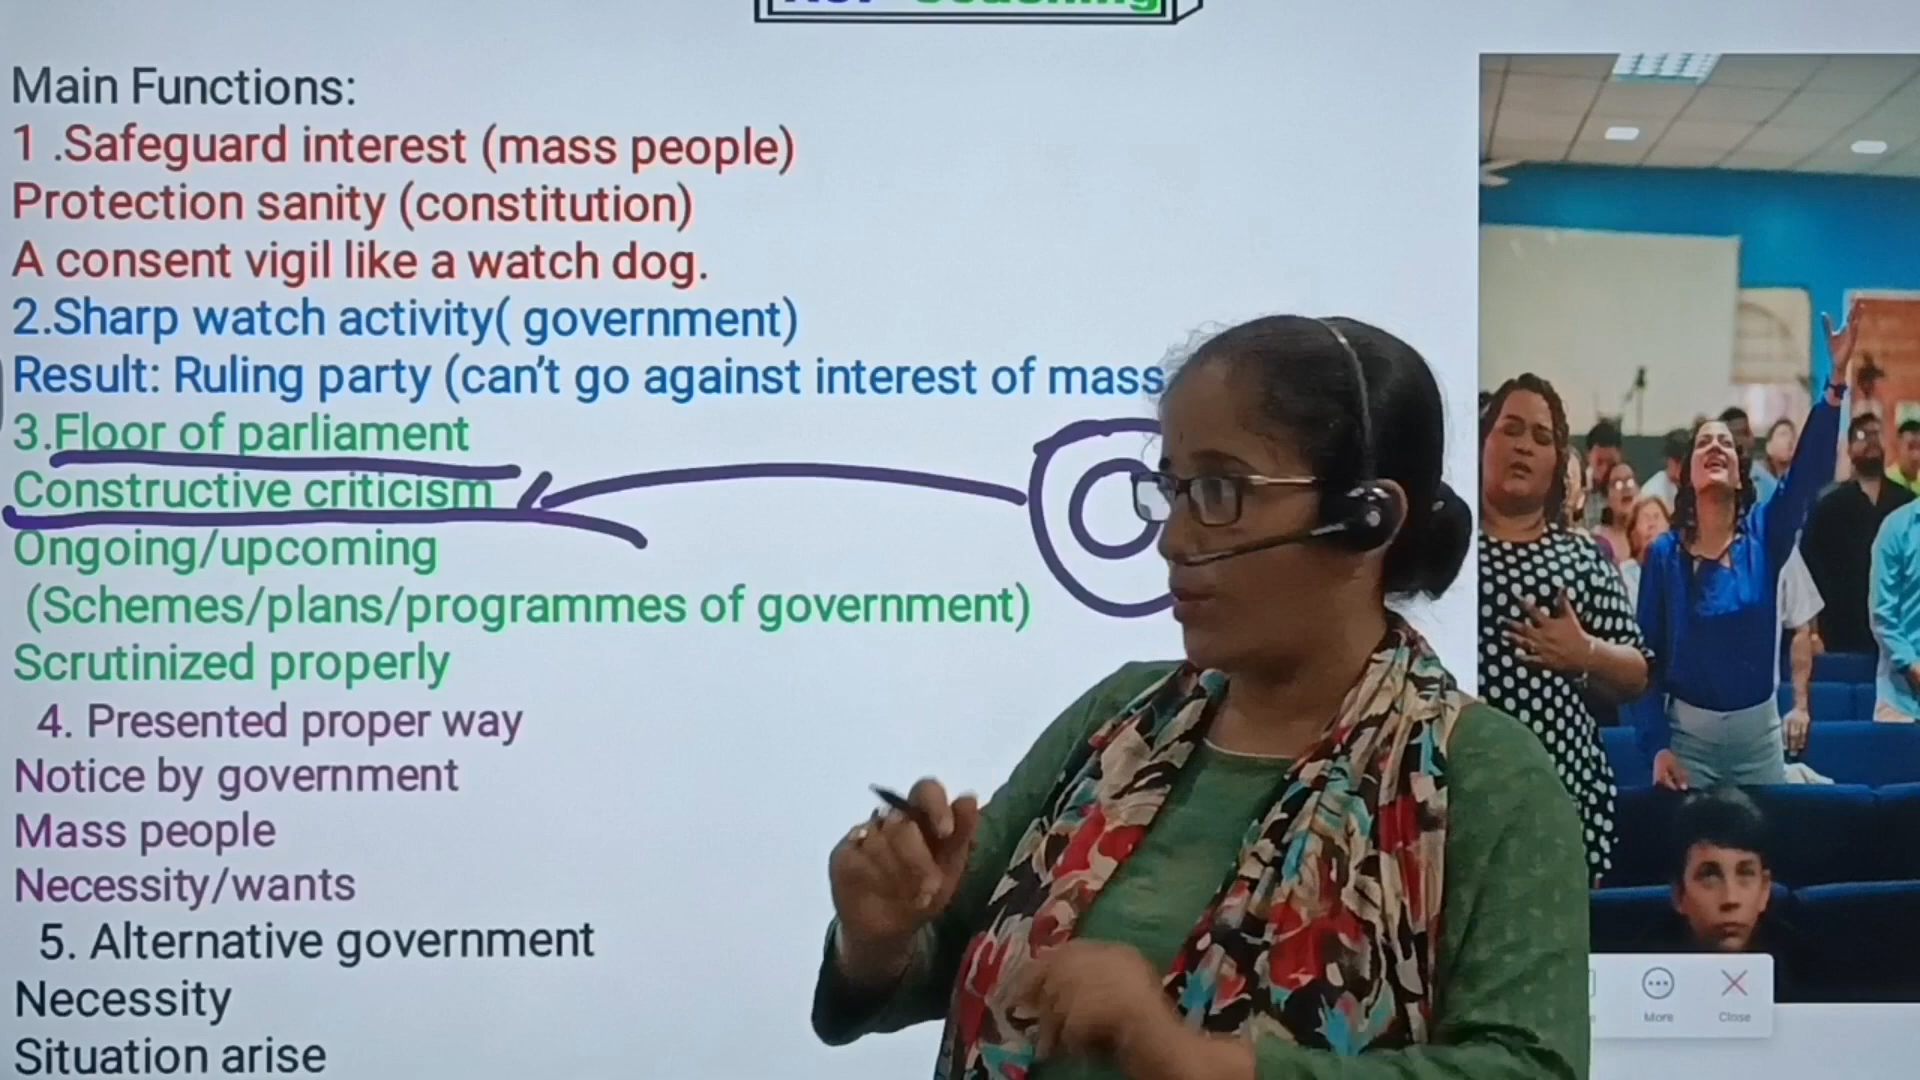 Coaching
Main Functions:
1 .Safeguard interest (mass people)
Protection sanity (constitution)
A consent vigil like a watch dog.
2.Sharp watch activity( government)
Result: Ruling party (can't go against interest of mass
3.Floor of parliament
Constructive criticism
Ongoing/upcoming
(Schemes/plans/programmes of government)
Scrutinized properly
4. Presented proper way
Notice by government
Mass people
Necessity/wants
5. Alternative government
Necessity
Situation arise
More
Close